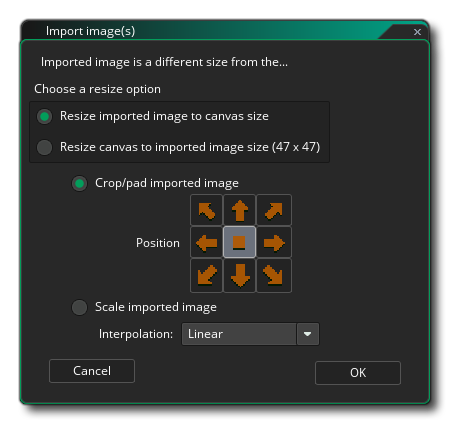 Import image(s)
Imported image is a different size from the...
Choose a resize option
Resize imported image to canvas size
Resize canvas to imported image size (47 x 47)
Crop/pad imported image
Position
Scale imported image
Interpolation: Linear
Cancel OK